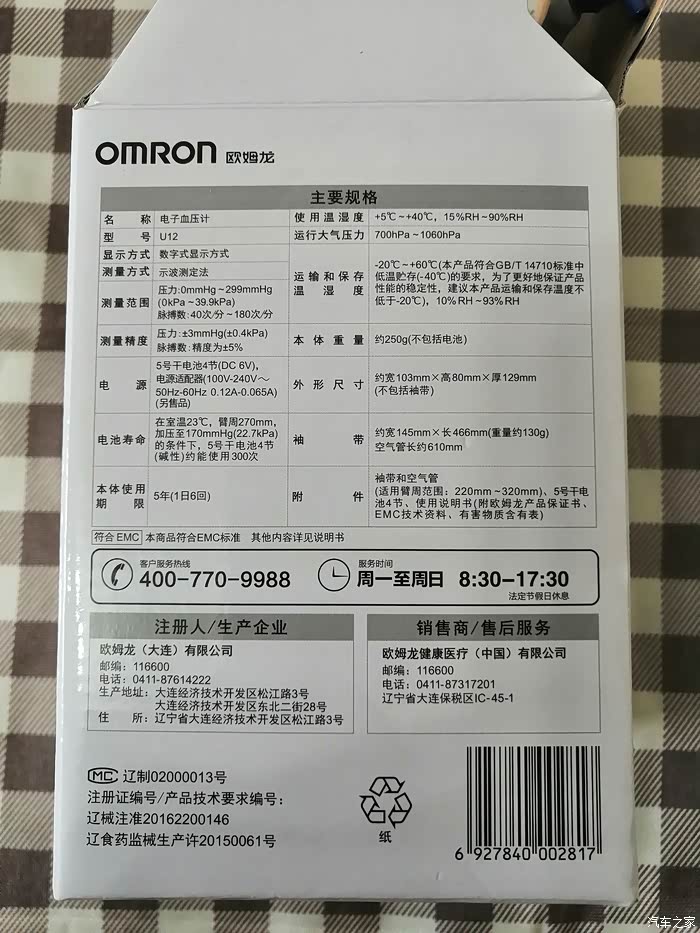 OMRON 欧姆龙
主要规格
名称 电子血压计
型号 U12
显示方式 数字式显示方式
测量方式 示波测定法
测量范围 压力:0mmHg~299mmHg
(0kPa~39.9kPa)
脉搏数:40次/分~180次/分
测量精度 压力:±3mmHg(±0.4kPa)
脉搏数:精度为±5%
电源 5号干电池4节(DC 6V),
电源适配器(100V-240V～
50Hz-60Hz 0.12A-0.065A)
(另售品)
电池寿命 在室温23℃,臂周270mm,
加压至170mmHg(22.7kPa)
的条件下,5号干电池4节
(碱性)约能使用300次
本体使用期限 5年(1日6回)
使用温湿度 +5℃~+40℃,15%RH~90%RH
运行大气压力 700hPa~1060hPa
运输和保存温湿度 -20℃~+60℃(本产品符合GB/T 14710标准中
低温贮存(-40℃)的要求,为了更好地保证产品
性能的稳定性,建议本产品运输和保存温度不
低于-20℃),10%RH~93%RH
本体重量 约250g(不包括电池)
外形尺寸 约宽103mm×高80mm×厚129mm
(不包括袖带)
袖带 约宽145mm×长466mm(重量约130g)
空气管长约610mm
附件 袖带和空气管
(适用臂周范围:220mm~320mm)、5号干电
池4节、使用说明书(附欧姆龙产品保证书、
EMC技术资料、有害物质含有表)
符合EMC 本商品符合EMC标准 其他内容详见说明书
客户服务热线
400-770-9988
服务时间
周一至周日 8:30-17:30
法定节假日休息
注册人/生产企业
欧姆龙（大连）有限公司
邮编:116600
电话:0411-87614222
生产地址:大连经济技术开发区松江路3号
大连经济技术开发区东北二街28号
住所:辽宁省大连经济技术开发区松江路3号
销售商/售后服务
欧姆龙健康医疗（中国）有限公司
邮编:116600
电话:0411-87317201
辽宁省大连保税区IC-45-1
MC 辽制02000013号
注册证编号/产品技术要求编号:
辽械注准20162200146
辽食药监械生产许20150061号
纸
6 927840 002817
汽车之家